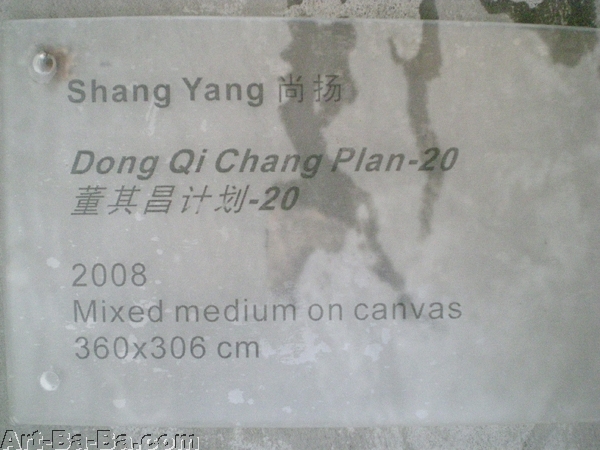 Shang Yang 尚扬
Dong Qi Chang Plan-20
董其昌计划-20
2008
Mixed medium on canvas
360x306 cm
Art-Ba-Ba.com